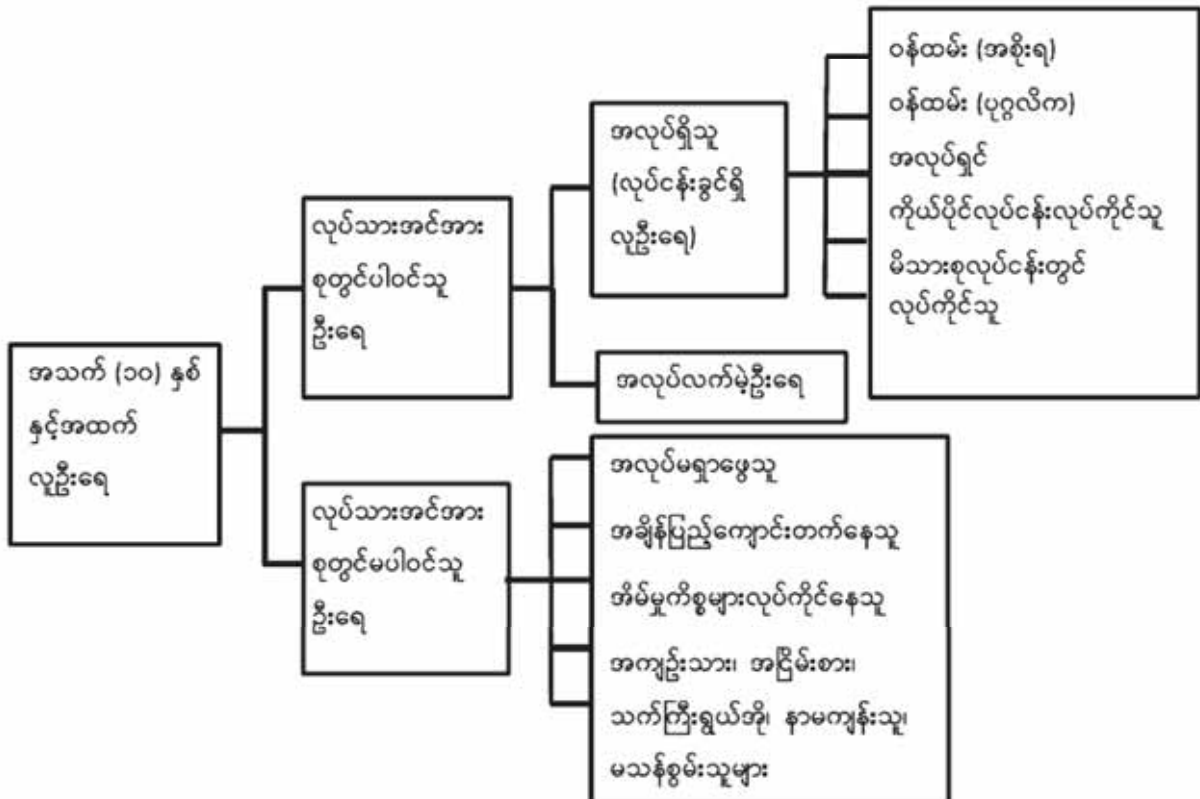 အသက် (၁၀) နှစ်
နှင့်အထက်
လူဦးရေ
လုပ်သားအင်အား
စုတွင်ပါဝင်သူ
ဦးရေ
လုပ်သားအင်အား
စုတွင်မပါဝင်သူ
ဦးရေ
အလုပ်ရှိသူ
(လုပ်ငန်းခွင်ရှိ
လူဦးရေ)
အလုပ်လက်မဲ့ဦးရေ
ဝန်ထမ်း (အစိုးရ)
ဝန်ထမ်း (ပုဂ္ဂလိက)
အလုပ်ရှင်
ကိုယ်ပိုင်လုပ်ငန်းလုပ်ကိုင်သူ
မိသားစုလုပ်ငန်းတွင်
လုပ်ကိုင်သူ
အလုပ်မရှာဖွေသူ
အချိန်ပြည့်ကျောင်းတက်နေသူ
အိမ်မှုကိစ္စများလုပ်ကိုင်နေသူ
အကျဉ်းသား၊ အငြိမ်းစား၊
သက်ကြီးရွယ်အို၊ နာမကျန်းသူ၊
မသန်စွမ်းသူများ